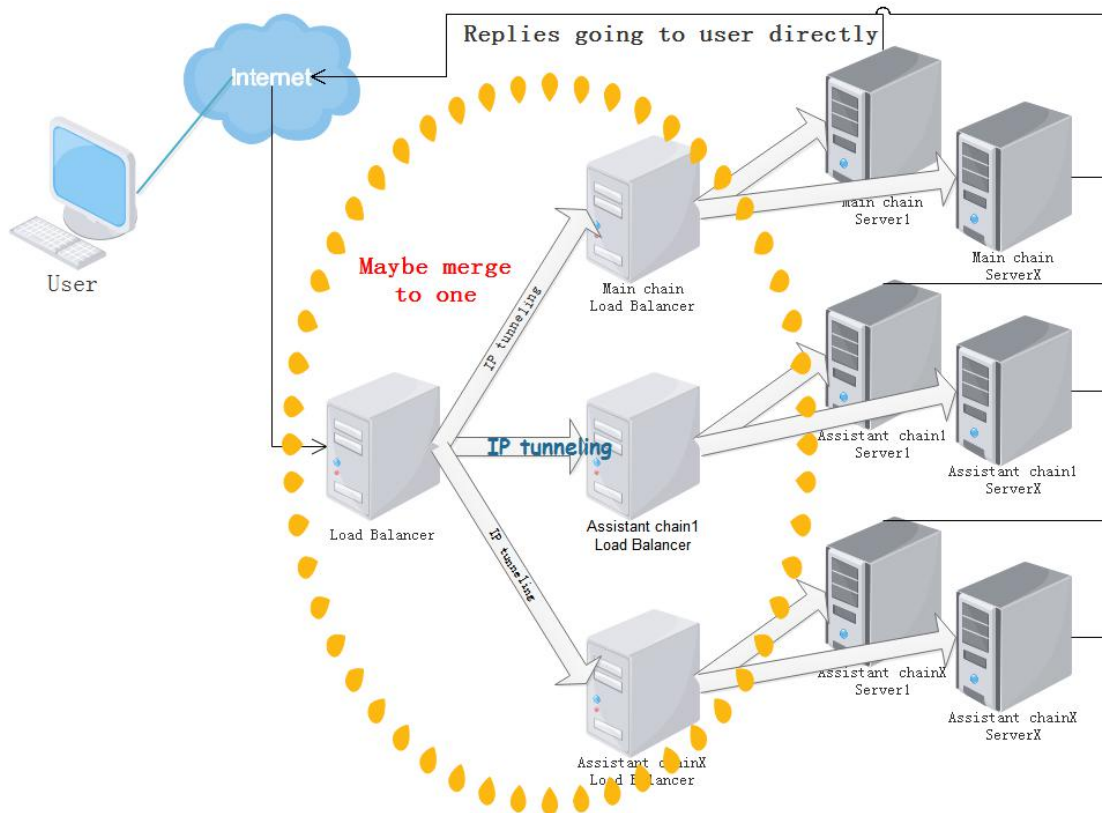 Replies going to user directly
Internet
User
Maybe merge
to one
IP tunneling
Main chain
Load Balancer
Main chain
Server1
Main chain
ServerX
Load Balancer
IP tunneling
Assistant chain1
Load Balancer
Assistant chain1
Server1
Assistant chain1
ServerX
IP tunneling
Assistant chainX
Load Balancer
Assistant chainX
Server1
Assistant chainX
ServerX